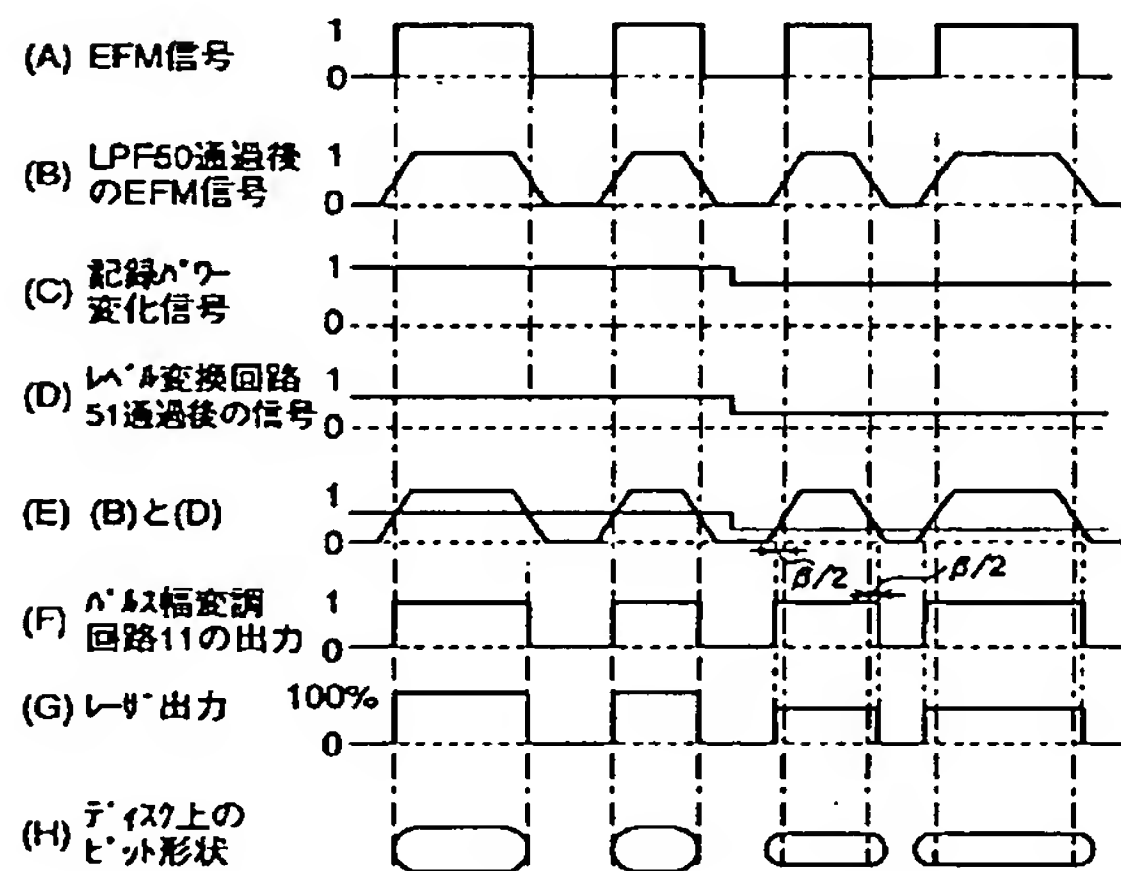 (A) EFM信号
1
0
(B) LPF50通過後
のEFM信号
1
0
(C) 記録パワー
変化信号
1
0
(D) レベル変換回路
51通過後の信号
1
0
(E) (B)と(D)
1
0
β/2
β/2
(F) パルス幅変調
回路11の出力
1
0
(G) レーザ出力
100%
0
(H) ディスク上の
ピット形状